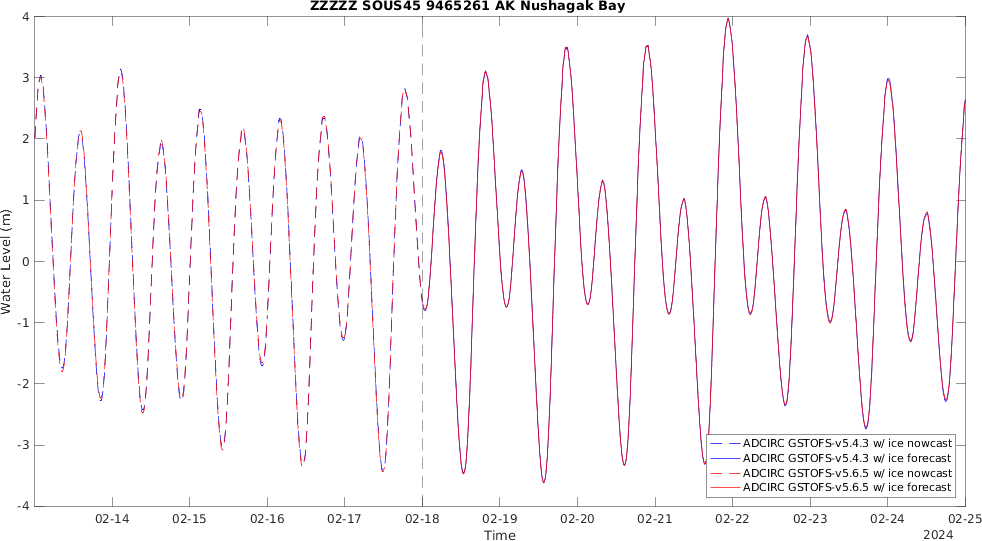 ZZZZZ SOUS45 9465261 AK Nushagak Bay
4
3
2
1
0
-1
-2
-3
-4
Water Level (m)
ADCIRC GSTOFS-v5.4.3 w/ ice nowcast
ADCIRC GSTOFS-v5.4.3 w/ ice forecast
ADCIRC GSTOFS-v5.6.5 w/ ice nowcast
ADCIRC GSTOFS-v5.6.5 w/ ice forecast
02-14 02-15 02-16 02-17 02-18 02-19 02-20 02-21 02-22 02-23 02-24 02-25
Time
2024